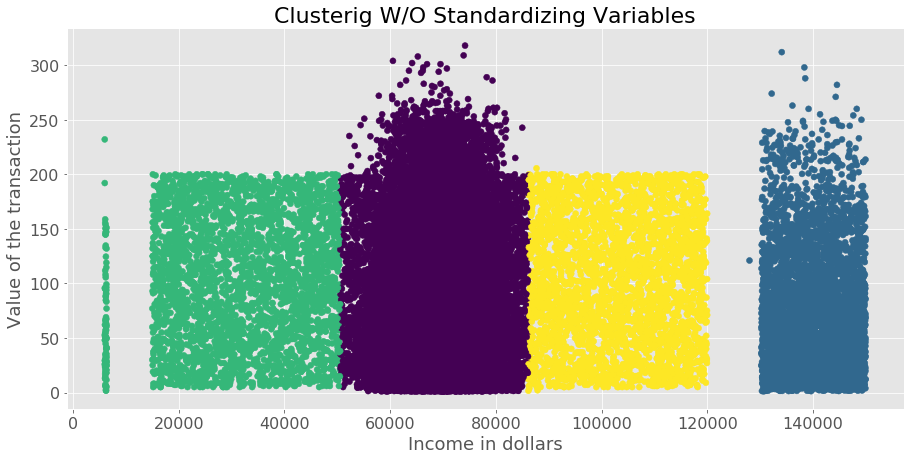 Clusterig W/O Standardizing Variables
300
250
200
150
100
50
0
Value of the transaction
0 20000 40000 60000 80000 100000 120000 140000
Income in dollars